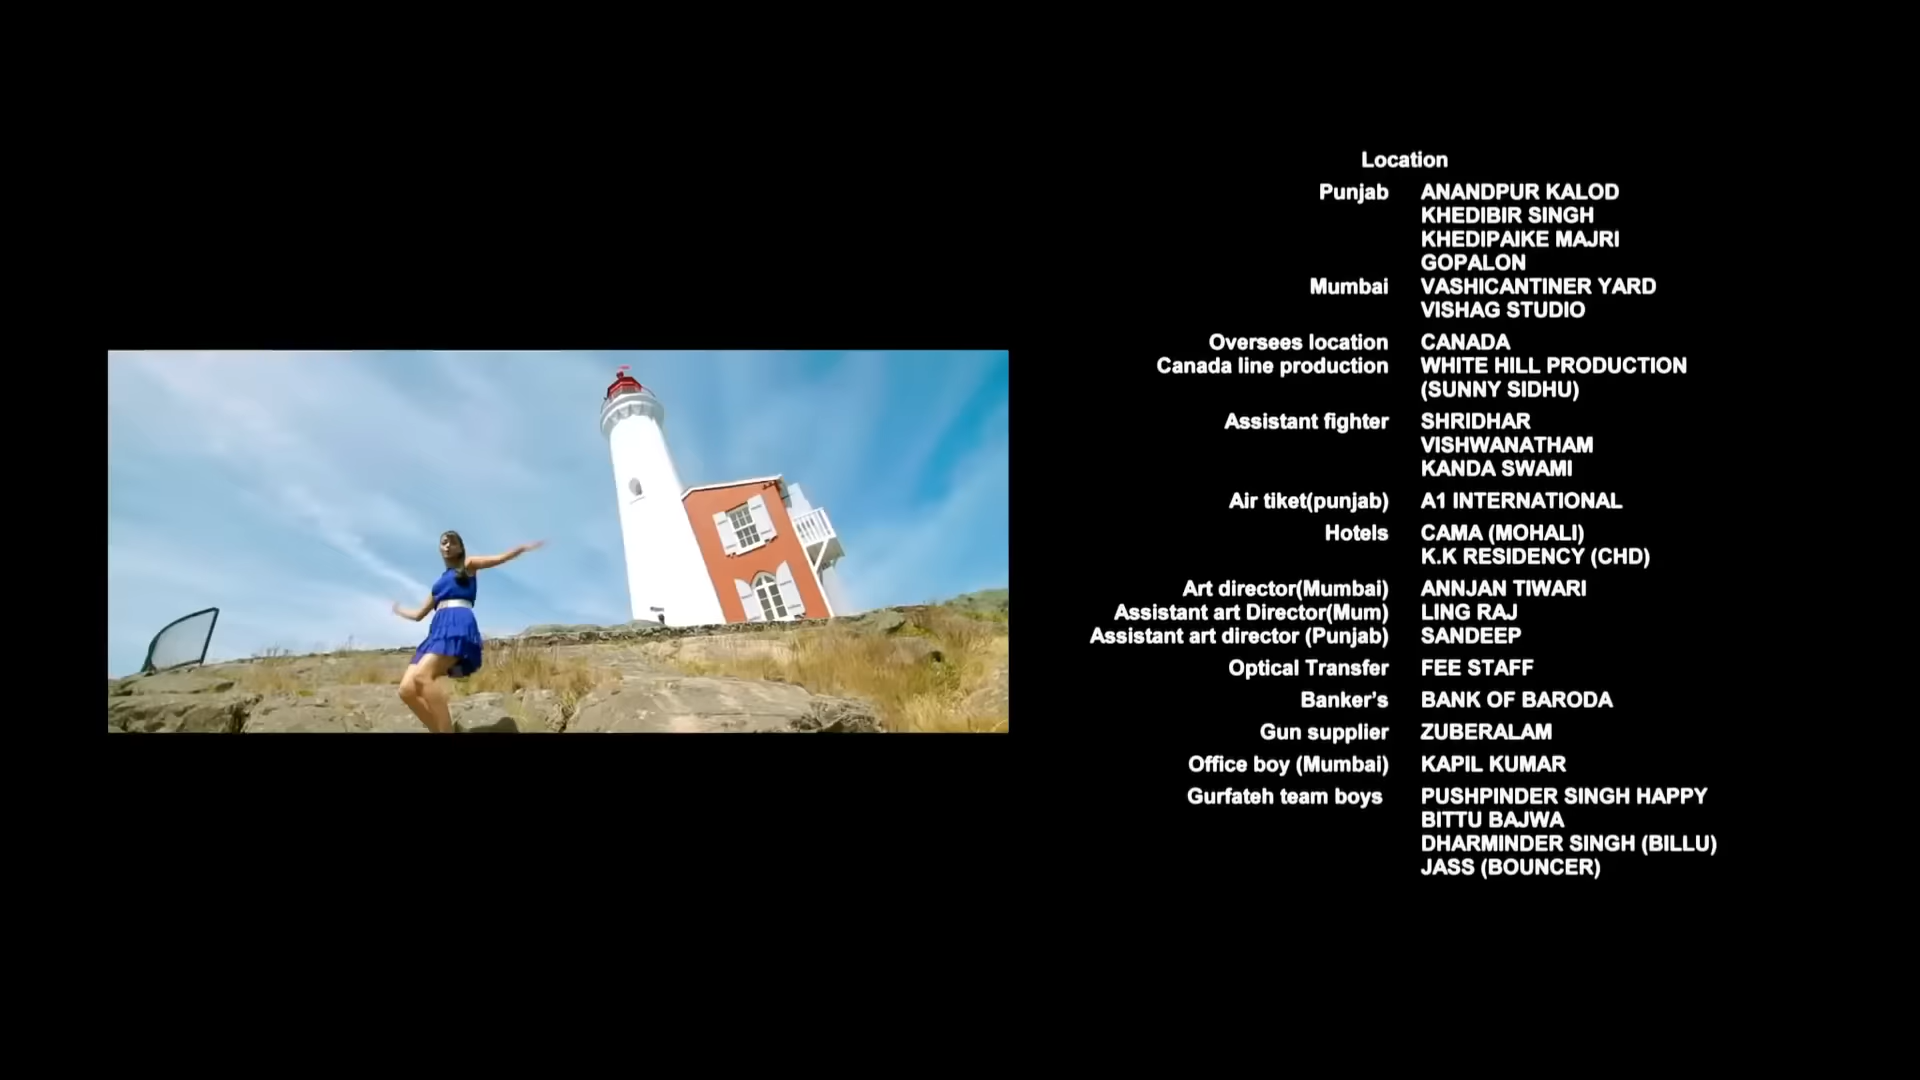 Location
Punjab ANANDPUR KALOD
KHEDIBIR SINGH
KHEDIPAIKE MAJRI
GOPALON
Mumbai VASHICANTINER YARD
VISHAG STUDIO
Oversees location CANADA
Canada line production WHITE HILL PRODUCTION
(SUNNY SIDHU)
Assistant fighter SHRIDHAR
VISHWANATHAM
KANDA SWAMI
Air tiket(punjab) A1 INTERNATIONAL
Hotels CAMA (MOHALI)
K.K RESIDENCY (CHD)
Art director(Mumbai) ANNJAN TIWARI
Assistant art Director(Mum) LING RAJ
Assistant art director (Punjab) SANDEEP
Optical Transfer FEE STAFF
Banker’s BANK OF BARODA
Gun supplier ZUBERALAM
Office boy (Mumbai) KAPIL KUMAR
Gurfateh team boys PUSHPINDER SINGH HAPPY
BITTU BAJWA
DHARMINDER SINGH (BILLU)
JASS (BOUNCER)